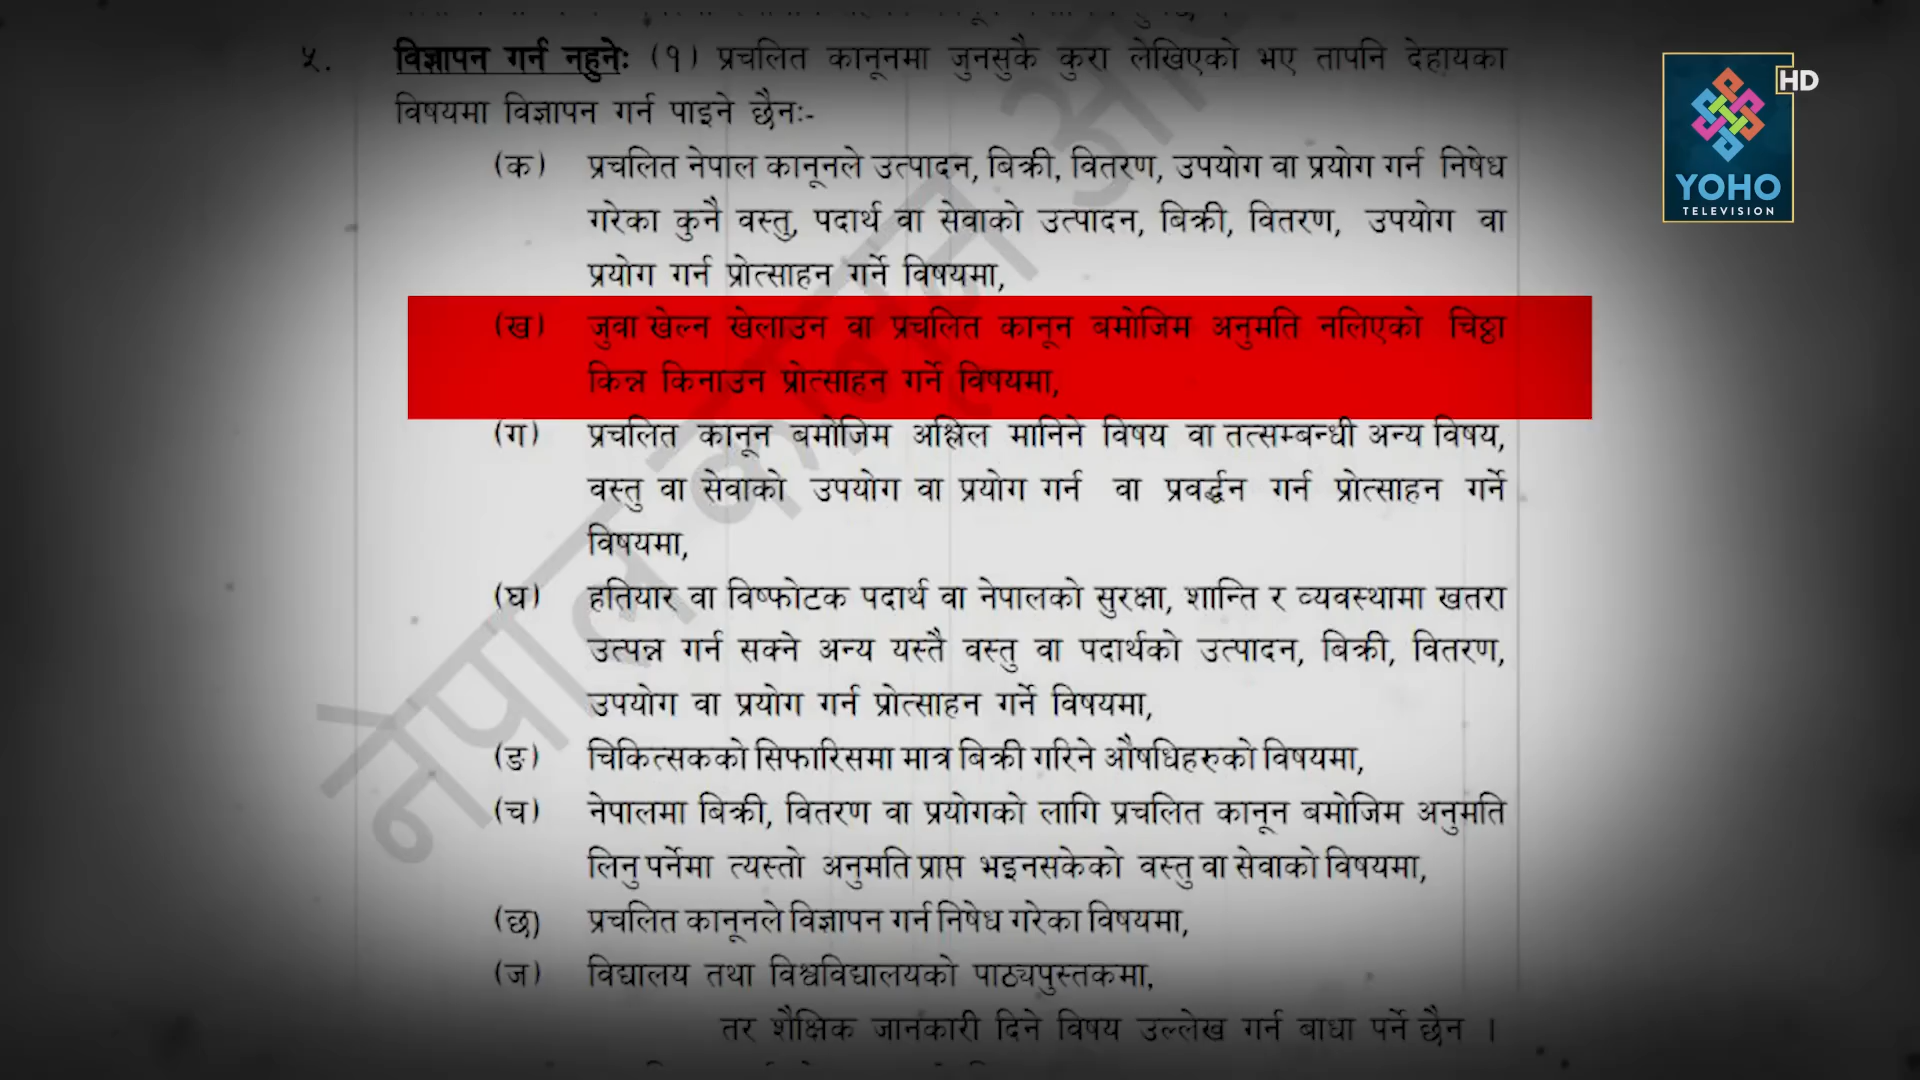 ५. विज्ञापन गर्न नहुनेः (१) प्रचलित कानूनमा जुनसुकै कुरा लेखिएको भए तापनि देहायका
विषयमा विज्ञापन गर्न पाइने छैनः-
(क) प्रचलित नेपाल कानूनले उत्पादन, बिक्री, वितरण, उपयोग वा प्रयोग गर्न निषेध
गरेका कुनै वस्तु, पदार्थ वा सेवाको उत्पादन, बिक्री, वितरण, उपयोग वा
प्रयोग गर्न प्रोत्साहन गर्ने विषयमा,
(ख) जुवा खेल्न खेलाउन वा प्रचलित कानून बमोजिम अनुमति नलिएको चिठ्ठा
किन्न किनाउन प्रोत्साहन गर्ने विषयमा,
(ग) प्रचलित कानून बमोजिम अश्लिल मानिने विषय वा तत्सम्बन्धी अन्य विषय,
वस्तु वा सेवाको उपयोग वा प्रयोग गर्न वा प्रवर्द्धन गर्न प्रोत्साहन गर्ने
विषयमा,
(घ) हतियार वा विष्फोटक पदार्थ वा नेपालको सुरक्षा, शान्ति र व्यवस्थामा खतरा
उत्पन्न गर्न सक्ने अन्य यस्तै वस्तु वा पदार्थको उत्पादन, बिक्री, वितरण,
उपयोग वा प्रयोग गर्न प्रोत्साहन गर्ने विषयमा,
(ङ) चिकित्सकको सिफारिसमा मात्र बिक्री गरिने औषधिहरुको विषयमा,
(च) नेपालमा बिक्री, वितरण वा प्रयोगको लागि प्रचलित कानून बमोजिम अनुमति
लिनु पर्नेमा त्यस्तो अनुमति प्राप्त भइनसकेको वस्तु वा सेवाको विषयमा,
(छ) प्रचलित कानूनले विज्ञापन गर्न निषेध गरेका विषयमा,
(ज) विद्यालय तथा विश्वविद्यालयको पाठ्यपुस्तकमा,
तर शैक्षिक जानकारी दिने विषय उल्लेख गर्न बाधा पर्ने छैन ।
नेपाल कानून
HD
YOHO
TELEVISION